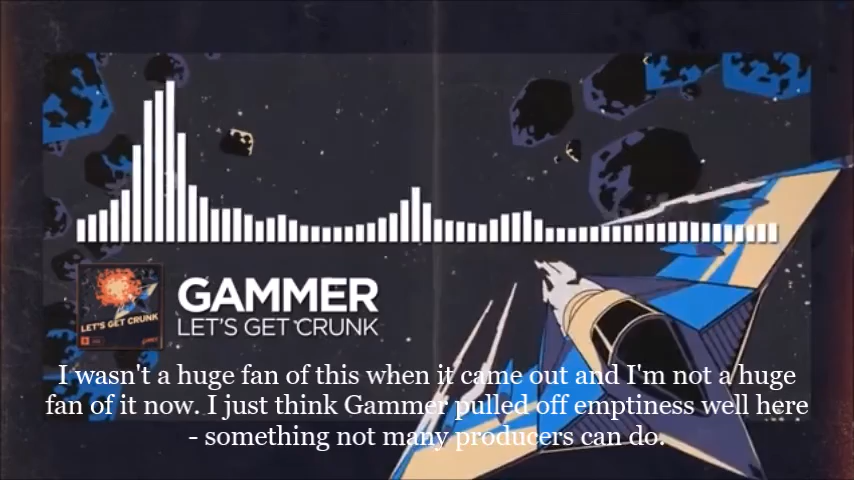 GAMMER
LET'S GET CRUNK
LET'S GET CRUNK
I wasn't a huge fan of this when it came out and I'm not a huge
fan of it now. I just think Gammer pulled off emptiness well here
- something not many producers can do.